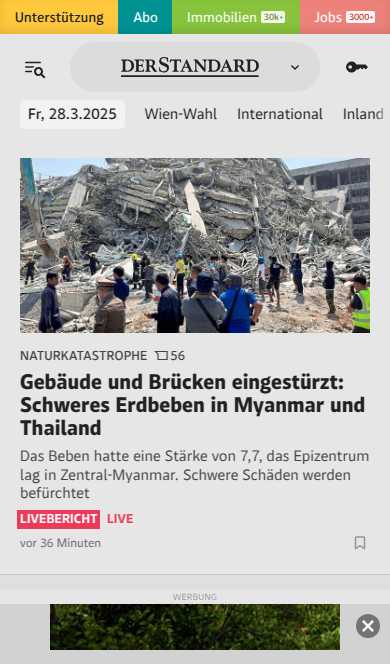 Unterstützung Abo Immobilien 30k+ Jobs 3000+
DERSTANDARD
Fr, 28.3.2025 Wien-Wahl International Inland
NATURKATASTROPHE 56
Gebäude und Brücken eingestürzt:
Schweres Erdbeben in Myanmar und
Thailand
Das Beben hatte eine Stärke von 7,7, das Epizentrum
lag in Zentral-Myanmar. Schwere Schäden werden
befürchtet
LIVEBERICHT LIVE
vor 36 Minuten
WERBUNG